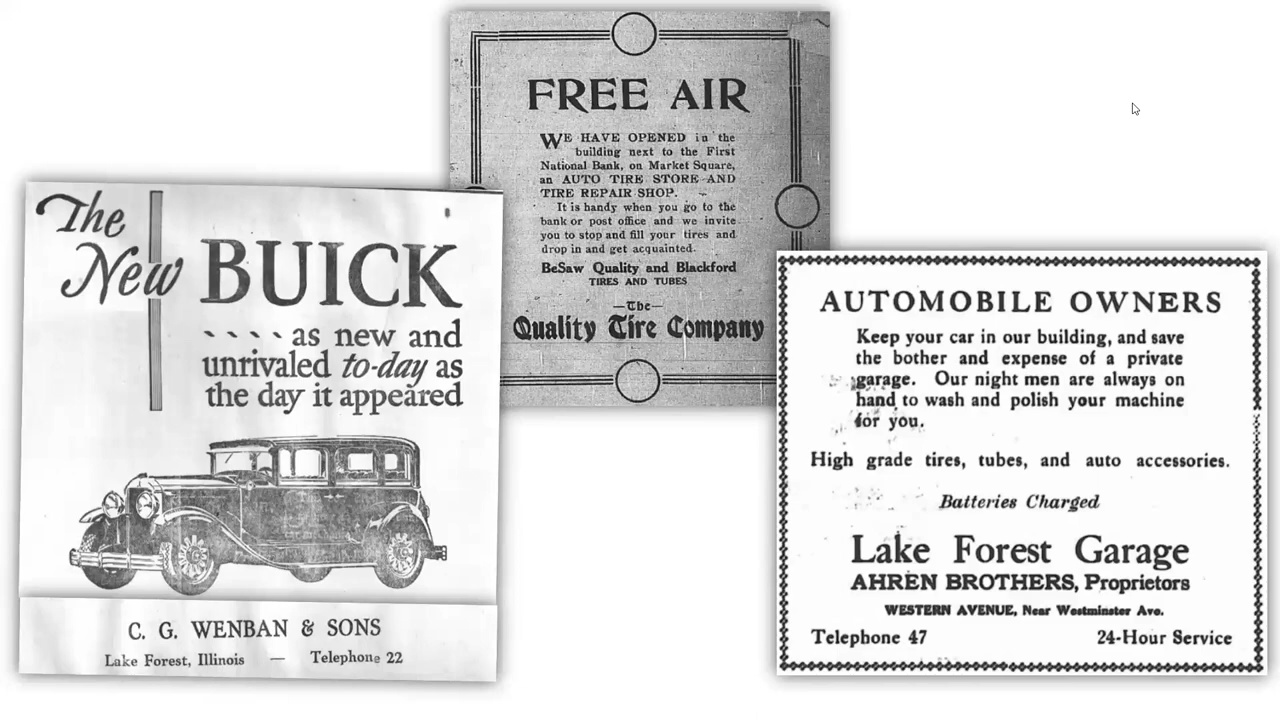 The
New
BUICK
as new and
unrivaled to-day as
the day it appeared
C. G. WENBAN & SONS
Lake Forest, Illinois — Telephone 22
FREE AIR
WE HAVE OPENED in the
building next to the First
National Bank, on Market Square,
an AUTO TIRE STORE AND
TIRE REPAIR SHOP.
It is handy when you go to the
bank or post office and we invite
you to stop and fill your tires and
drop in and get acquainted.
BeSaw Quality and Blackford
TIRES AND TUBES
—The—
Quality Tire Company
AUTOMOBILE OWNERS
Keep your car in our building, and save
the bother and expense of a private
garage. Our night men are always on
hand to wash and polish your machine
for you.
High grade tires, tubes, and auto accessories.
Batteries Charged
Lake Forest Garage
AHREN BROTHERS, Proprietors
WESTERN AVENUE, Near Westminster Ave.
Telephone 47 24-Hour Service